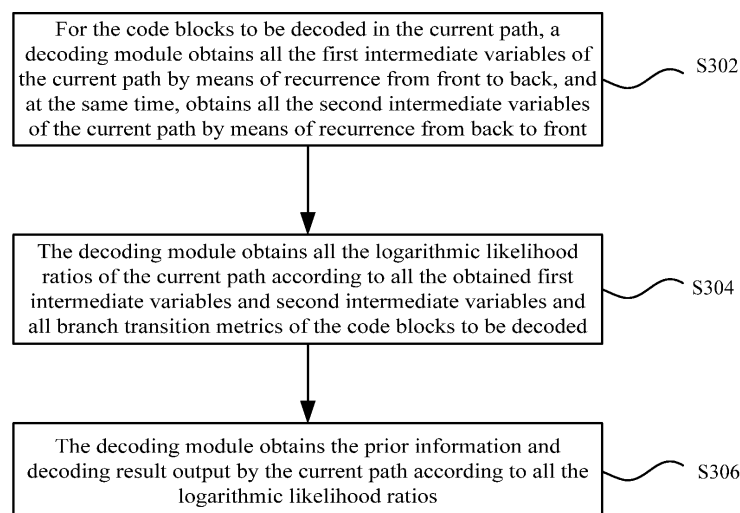 For the code blocks to be decoded in the current path, a
decoding module obtains all the first intermediate variables of
the current path by means of recurrence from front to back, and
at the same time, obtains all the second intermediate variables
of the current path by means of recurrence from back to front
S302
The decoding module obtains all the logarithmic likelihood
ratios of the current path according to all the obtained first
intermediate variables and second intermediate variables and
all branch transition metrics of the code blocks to be decoded
S304
The decoding module obtains the prior information and
decoding result output by the current path according to all the
logarithmic likelihood ratios
S306